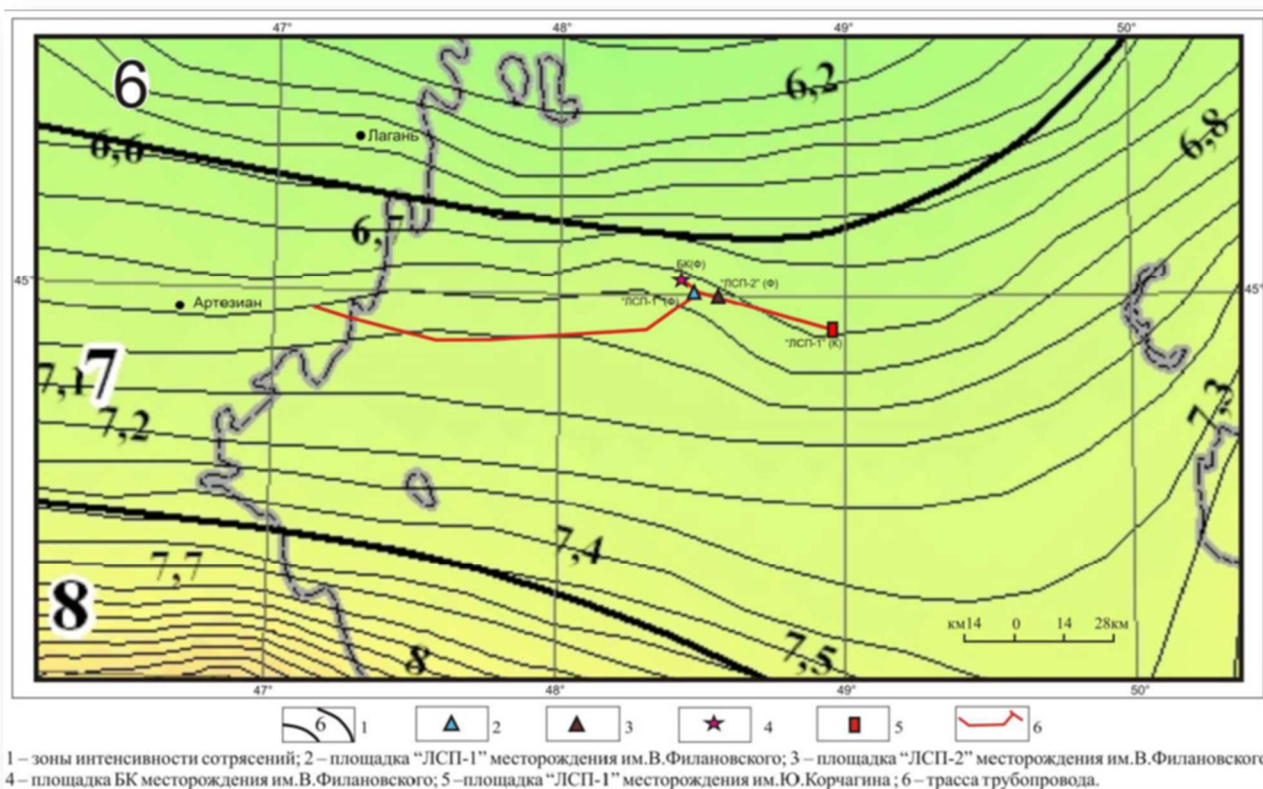 47° 48° 49° 50°
6
6,2
6,8
Лагань
6,6
6,7
45° 45°
БК(Ф)
"ЛСП-2" (Ф)
Артезиан
"ЛСП-1" (Ф)
"ЛСП-1" (К)
7,1
7
7,3
7,2
7,4
7,7
8
км14 0 14 28км
7,5
8
47° 48° 49° 50°
6 1 2 3 4 5 6
1 – зоны интенсивности сотрясений; 2 – площадка “ЛСП-1” месторождения им.В.Филановского; 3 – площадка “ЛСП-2” месторождения им.В.Филановского
4 – площадка БК месторождения им.В.Филановского; 5 –площадка “ЛСП-1” месторождения им.Ю.Корчагина ; 6 – трасса трубопровода.